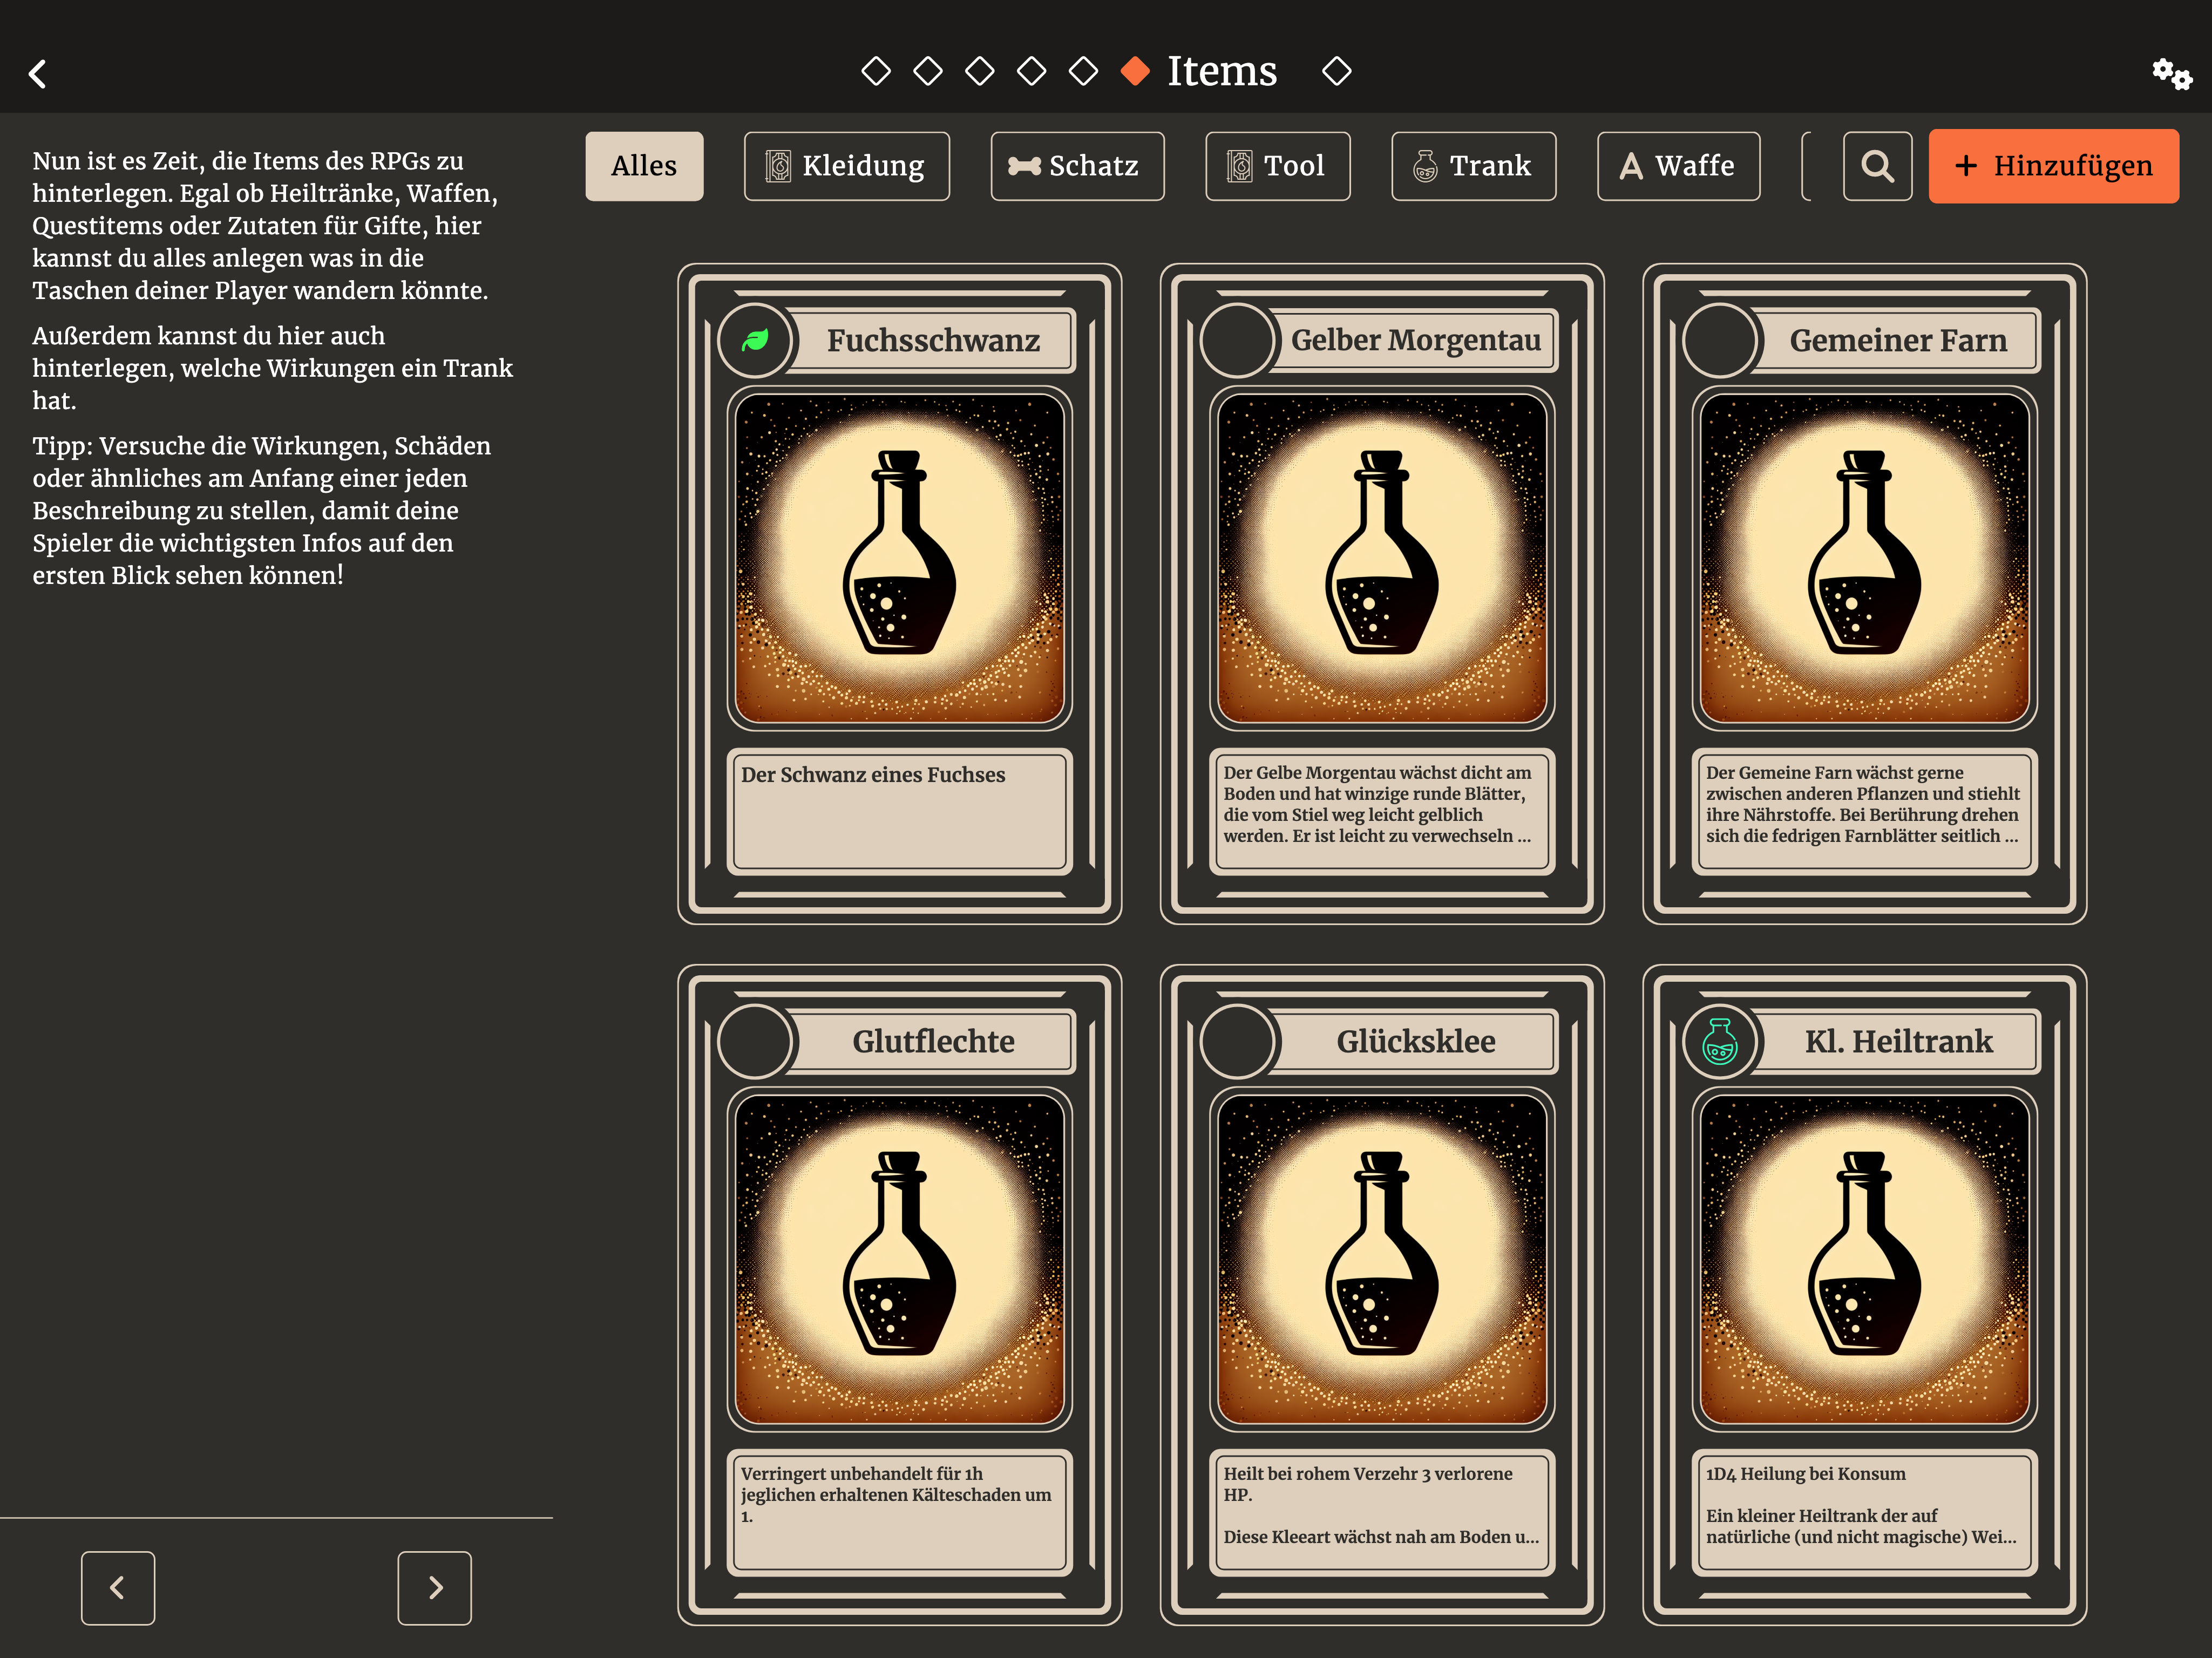 Items
Nun ist es Zeit, die Items des RPGs zu
hinterlegen. Egal ob Heiltränke, Waffen,
Questitems oder Zutaten für Gifte, hier
kannst du alles anlegen was in die
Taschen deiner Player wandern könnte.
Außerdem kannst du hier auch
hinterlegen, welche Wirkungen ein Trank
hat.
Tipp: Versuche die Wirkungen, Schäden
oder ähnliches am Anfang einer jeden
Beschreibung zu stellen, damit deine
Spieler die wichtigsten Infos auf den
ersten Blick sehen können!
Alles
Kleidung
Schatz
Tool
Trank
Waffe
+ Hinzufügen
Fuchsschwanz
Der Schwanz eines Fuchses
Gelber Morgentau
Der Gelbe Morgentau wächst dicht am
Boden und hat winzige runde Blätter,
die vom Stiel weg leicht gelblich
werden. Er ist leicht zu verwechseln ...
Gemeiner Farn
Der Gemeine Farn wächst gerne
zwischen anderen Pflanzen und stiehlt
ihre Nährstoffe. Bei Berührung drehen
sich die fedrigen Farnblätter seitlich ...
Glutflechte
Verringert unbehandelt für 1h
jeglichen erhaltenen Kälteschaden um
1.
Glücksklee
Heilt bei rohem Verzehr 3 verlorene
HP.
Diese Kleeart wächst nah am Boden u...
Kl. Heiltrank
1D4 Heilung bei Konsum
Ein kleiner Heiltrank der auf
natürliche (und nicht magische) Wei...